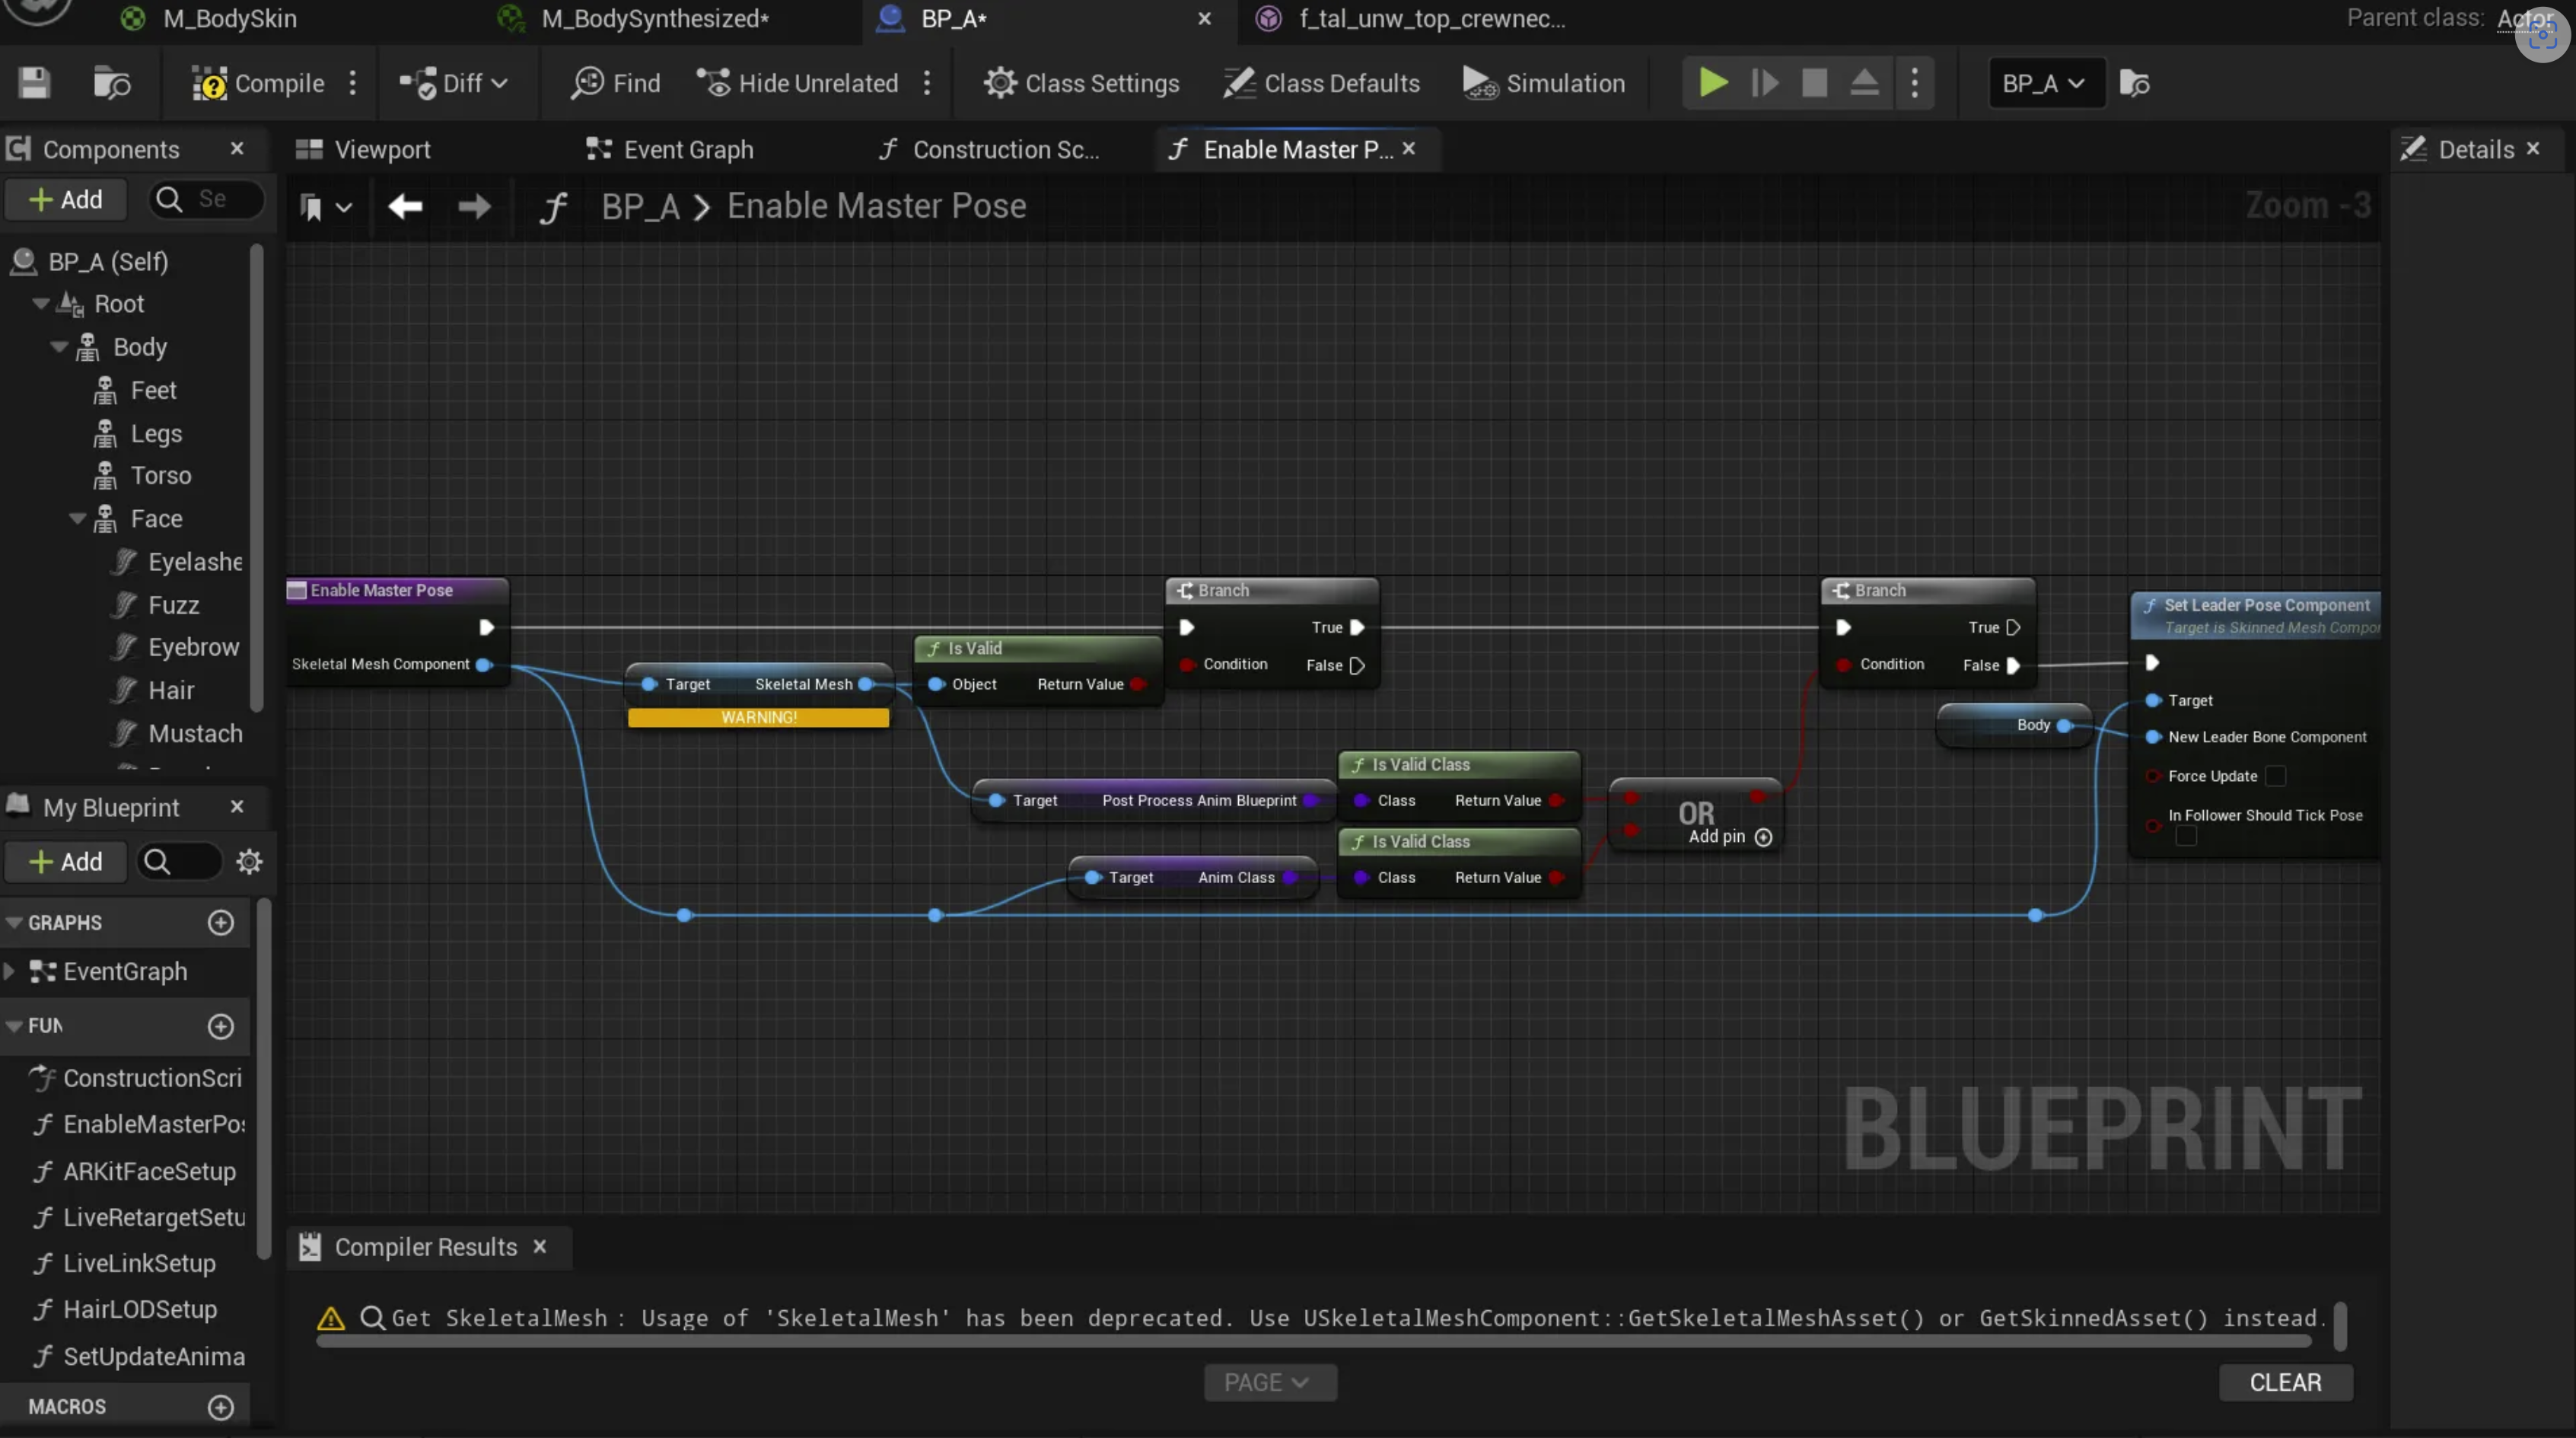 M_BodySkin
M_BodySynthesized*
BP_A*
f_tal_unw_top_crewnec...
Parent class: Actor
Compile
Diff
Find
Hide Unrelated
Class Settings
Class Defaults
Simulation
BP_A
Components
Viewport
Event Graph
Construction Sc...
Enable Master P...
Details
Add
Se
BP_A > Enable Master Pose
Zoom -3
BP_A (Self)
Root
Body
Feet
Legs
Torso
Face
Eyelashe
Fuzz
Eyebrow
Hair
Mustach
Enable Master Pose
Skeletal Mesh Component
Target Skeletal Mesh
WARNING!
Is Valid
Object Return Value
Branch
True
Condition False
Branch
True
Condition False
Set Leader Pose Component
Target is Skinned Mesh Compor
Target
Body
New Leader Bone Component
Force Update
In Follower Should Tick Pose
Target Post Process Anim Blueprint
Is Valid Class
Class Return Value
Target Anim Class
Is Valid Class
Class Return Value
OR
Add pin
BLUEPRINT
My Blueprint
Add
GRAPHS
EventGraph
FUN
ConstructionScri
EnableMasterPos
ARKitFaceSetup
LiveRetargetSetu
LiveLinkSetup
HairLODSetup
SetUpdateAnima
MACROS
Compiler Results
Get SkeletalMesh : Usage of 'SkeletalMesh' has been deprecated. Use USkeletalMeshComponent::GetSkeletalMeshAsset() or GetSkinnedAsset() instead.
PAGE
CLEAR